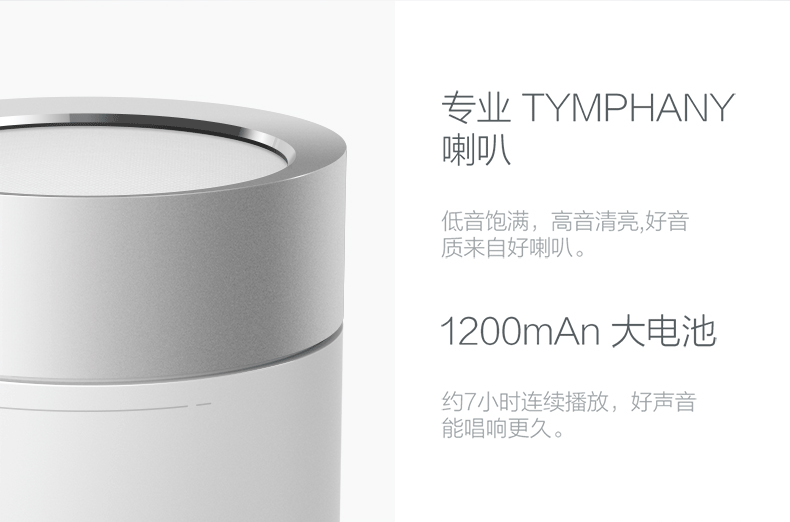 专业 TYMPHANY
喇叭
低音饱满，高音清亮,好音
质来自好喇叭。
1200mAn 大电池
约7小时连续播放，好声音
能唱响更久。